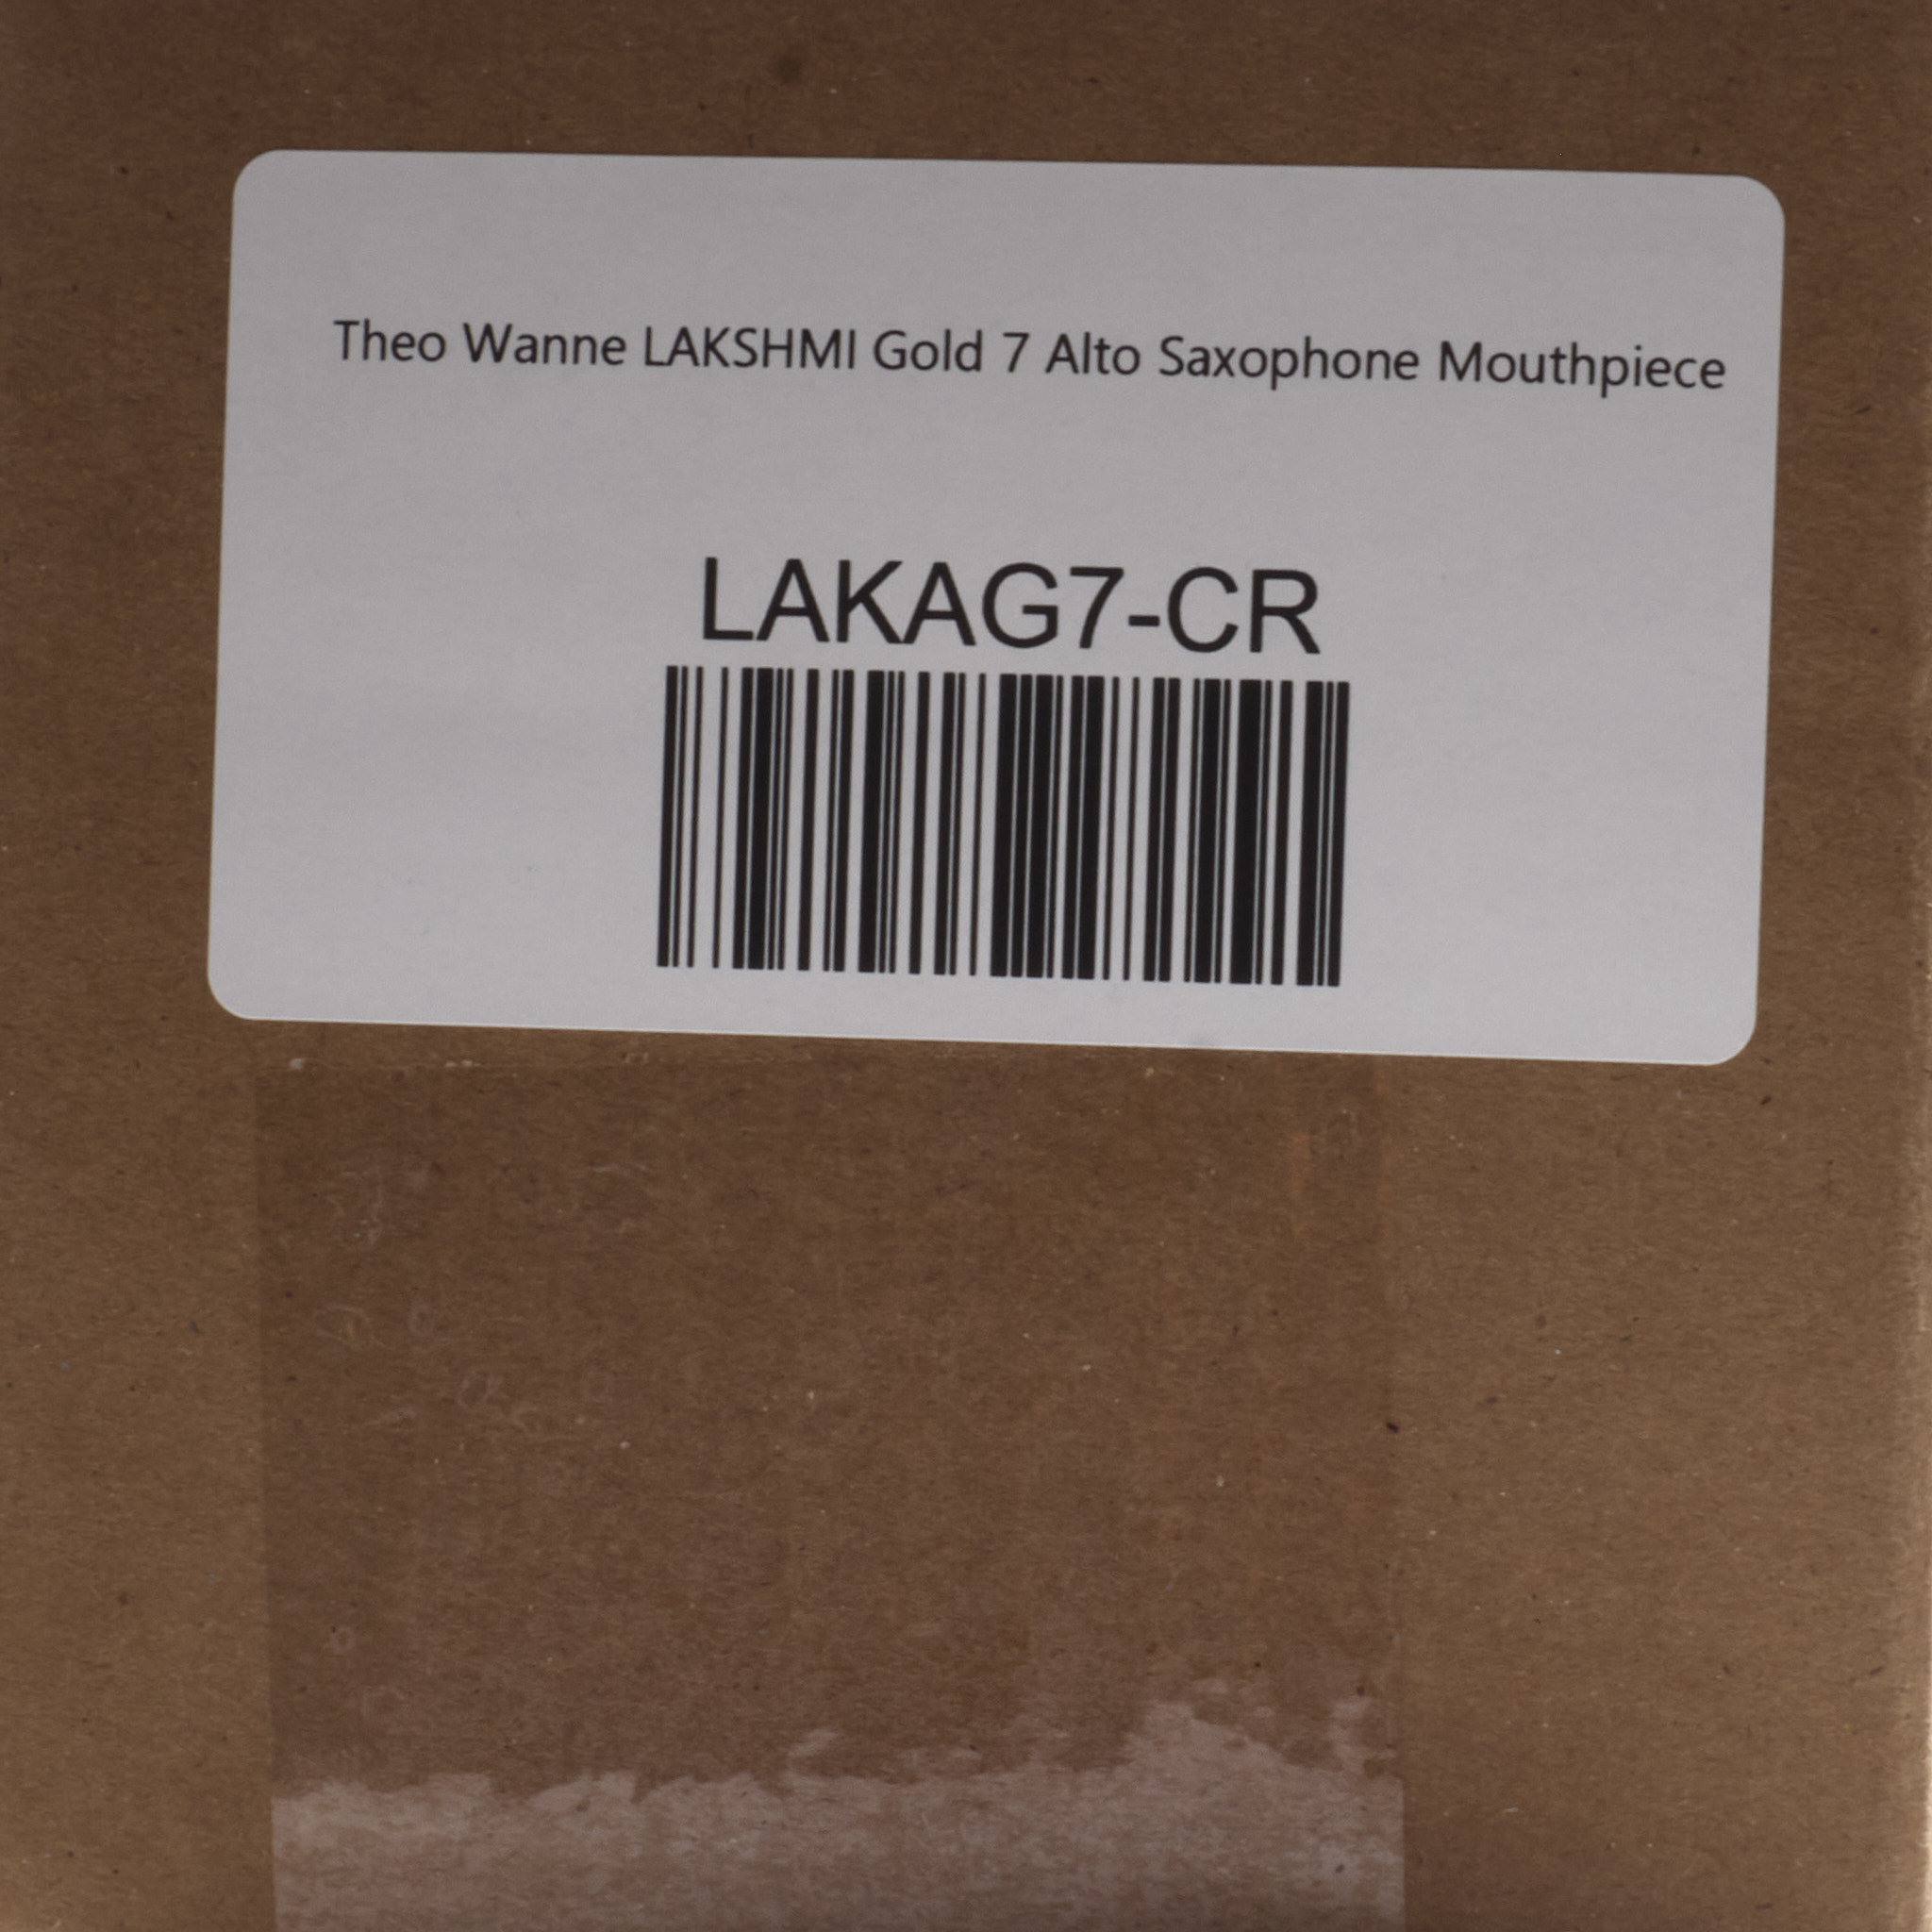 Theo Wanne LAKSHMI Gold 7 Alto Saxophone Mouthpiece
LAKAG7-CR